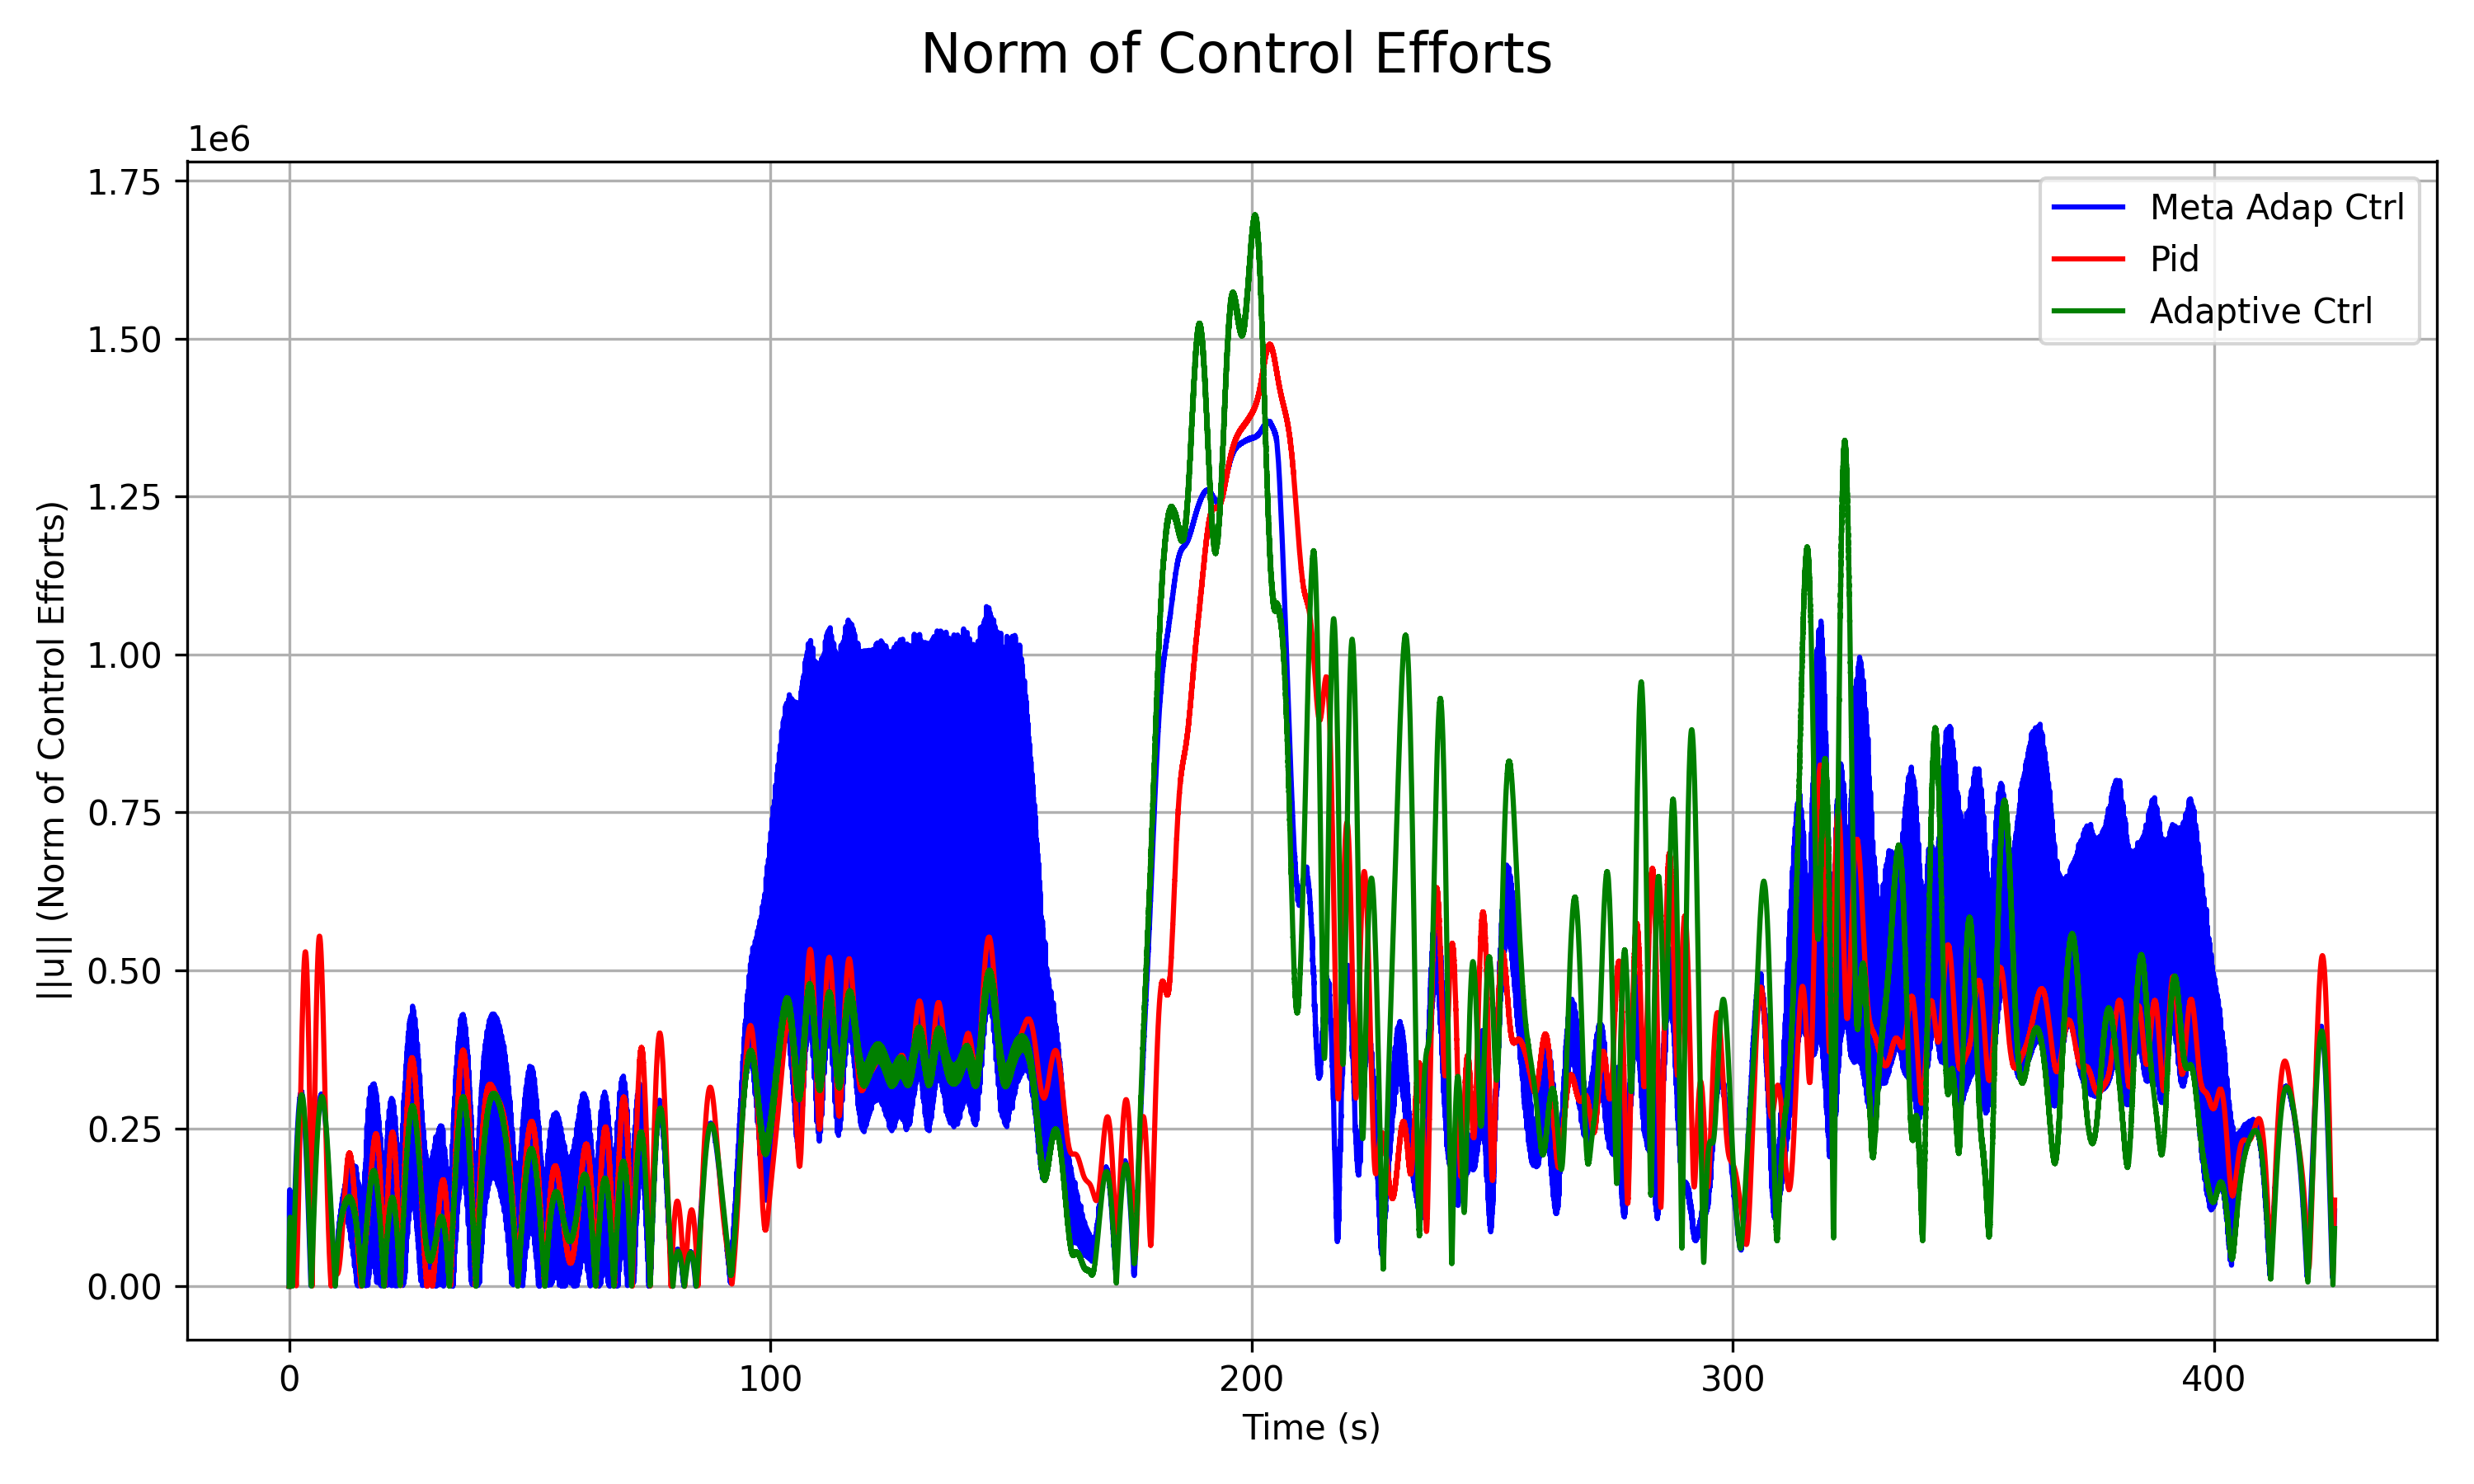 Norm of Control Efforts
1e6
1.75
1.50
1.25
1.00
0.75
0.50
0.25
0.00
||u|| (Norm of Control Efforts)
Meta Adap Ctrl
Pid
Adaptive Ctrl
0 100 200 300 400
Time (s)